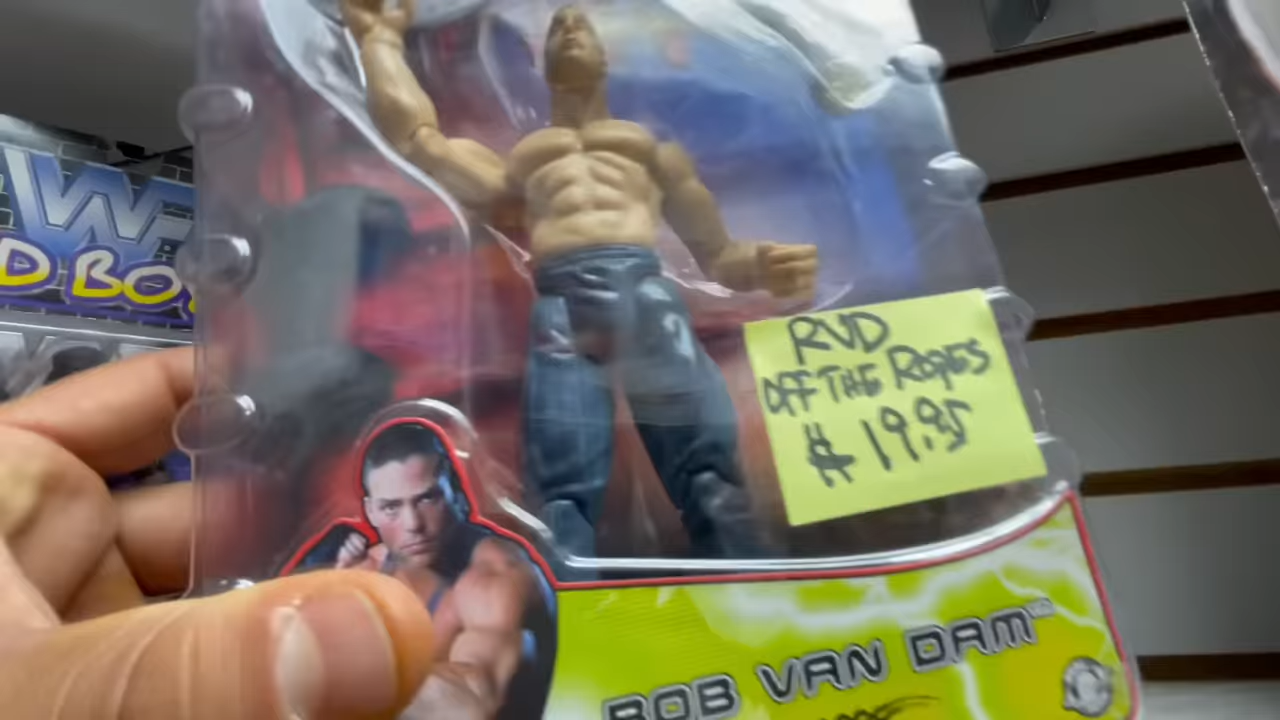 RVD
OFF THE ROPES
$19.95
D BO
ROB VAN DAM